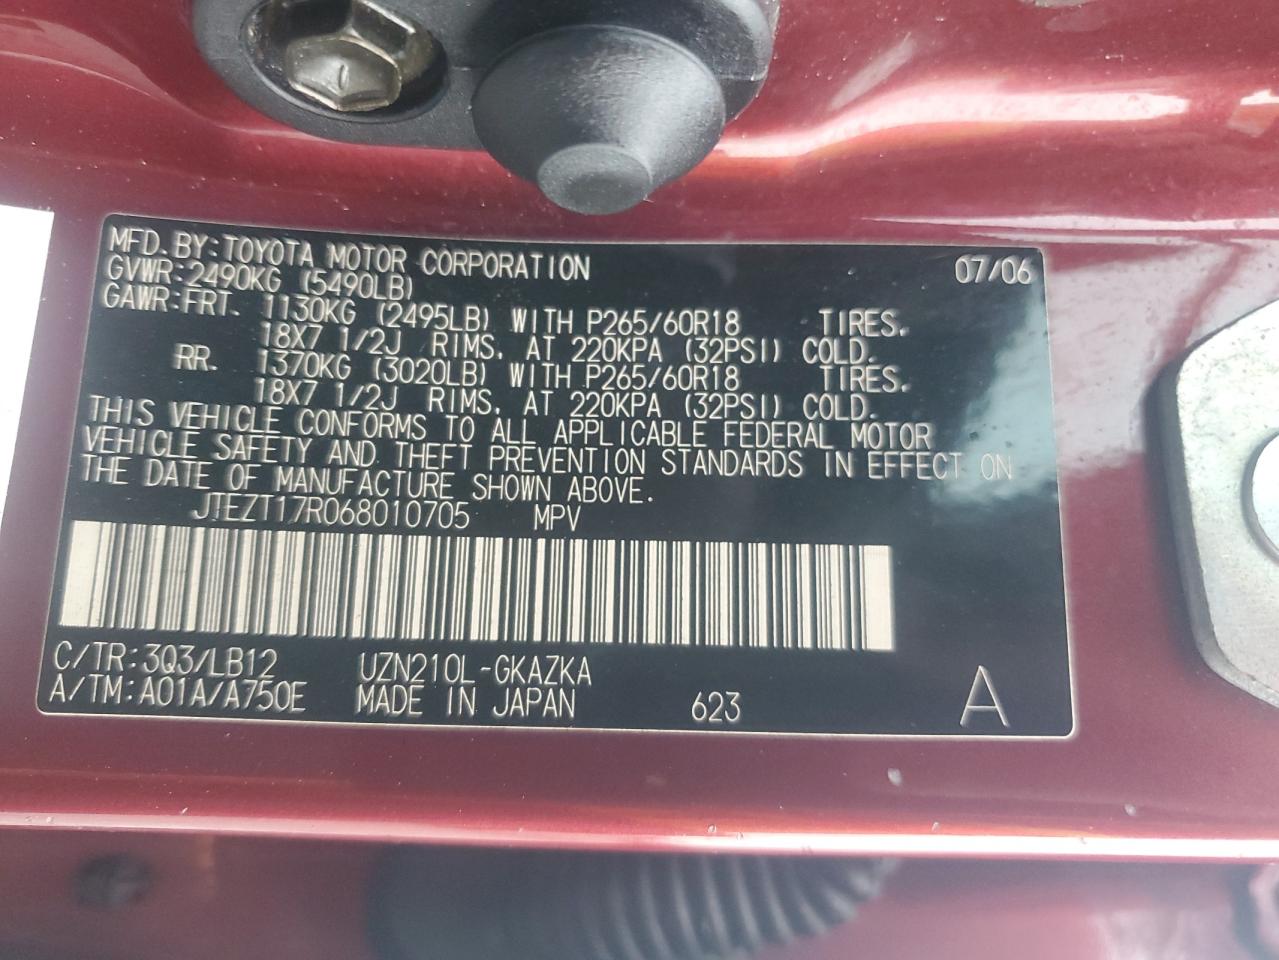 MFD.BY:TOYOTA MOTOR CORPORATION 07/06
GVWR:2490KG (5490LB)
GAWR:FRT. 1130KG (2495LB) WITH P265/60R18 TIRES.
18X7 1/2J RIMS. AT 220KPA (32PSI) COLD.
RR. 1370KG (3020LB) WITH P265/60R18 TIRES.
18X7 1/2J RIMS. AT 220KPA (32PSI) COLD.
THIS VEHICLE CONFORMS TO ALL APPLICABLE FEDERAL MOTOR
VEHICLE SAFETY AND THEFT PREVENTION STANDARDS IN EFFECT ON
THE DATE OF MANUFACTURE SHOWN ABOVE.
JTEZT17R068010705 MPV
C/TR:3Q3/LB12 UZN210L-GKAZKA
A/TM:A01A/A750E MADE IN JAPAN 623 A